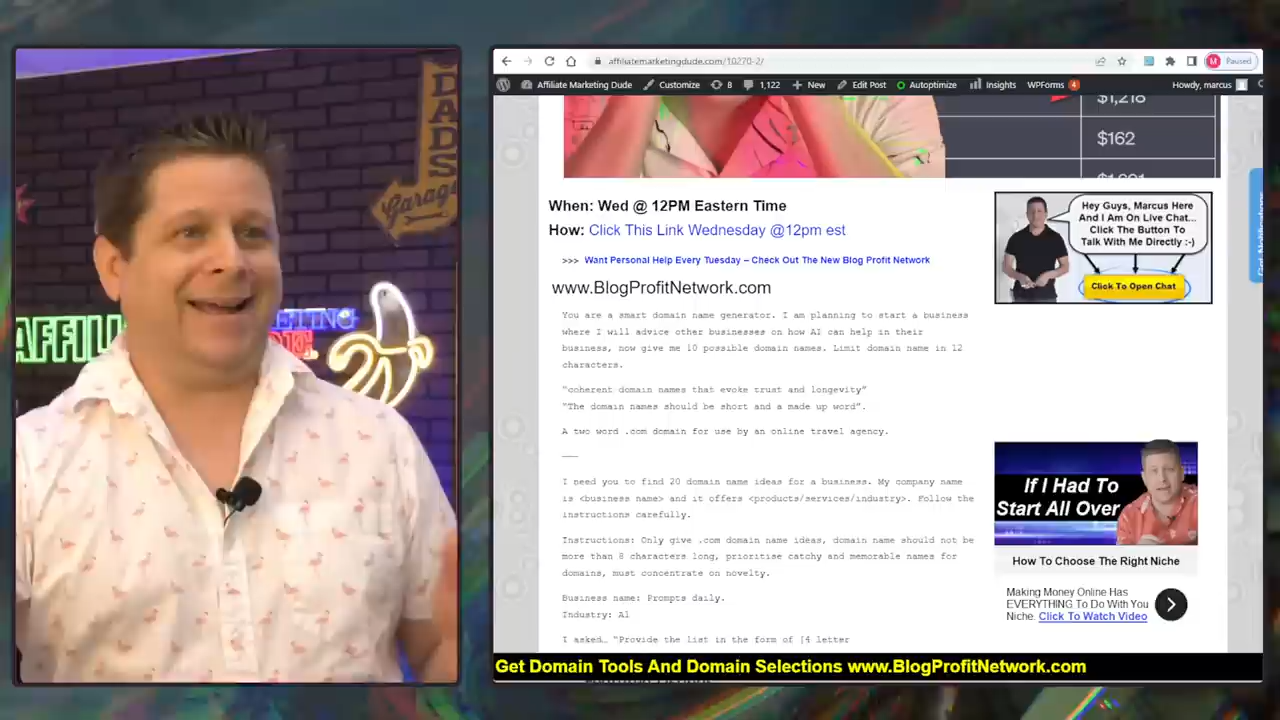 DADS
Garage
AFFILI
ETING
affiliatemarketingdude.com/10270-2/
M Paused
Affiliate Marketing Dude Customize 8 1,122 New Edit Post Autoptimize Insights WPForms 4 Howdy, marcus
$1,218
$162
When: Wed @ 12PM Eastern Time
How: Click This Link Wednesday @12pm est
>>> Want Personal Help Every Tuesday – Check Out The New Blog Profit Network
www.BlogProfitNetwork.com
You are a smart domain name generator. I am planning to start a business
where I will advice other businesses on how AI can help in their
business, now give me 10 possible domain names. Limit domain name in 12
characters.
“coherent domain names that evoke trust and longevity”
“The domain names should be short and a made up word”.
A two word .com domain for use by an online travel agency.
I need you to find 20 domain name ideas for a business. My company name
is <business name> and it offers <products/services/industry>. Follow the
instructions carefully.
Instructions: Only give .com domain name ideas, domain name should not be
more than 8 characters long, prioritise catchy and memorable names for
domains, must concentrate on novelty.
Business name: Prompts daily.
Industry: AI
I asked… “Provide the list in the form of [4 letter
Hey Guys, Marcus Here
And I Am On Live Chat...
Click The Button To
Talk With Me Directly :-)
Click To Open Chat
If I Had To
Start All Over
How To Choose The Right Niche
Making Money Online Has
EVERYTHING To Do With You
Niche. Click To Watch Video
Get Domain Tools And Domain Selections www.BlogProfitNetwork.com